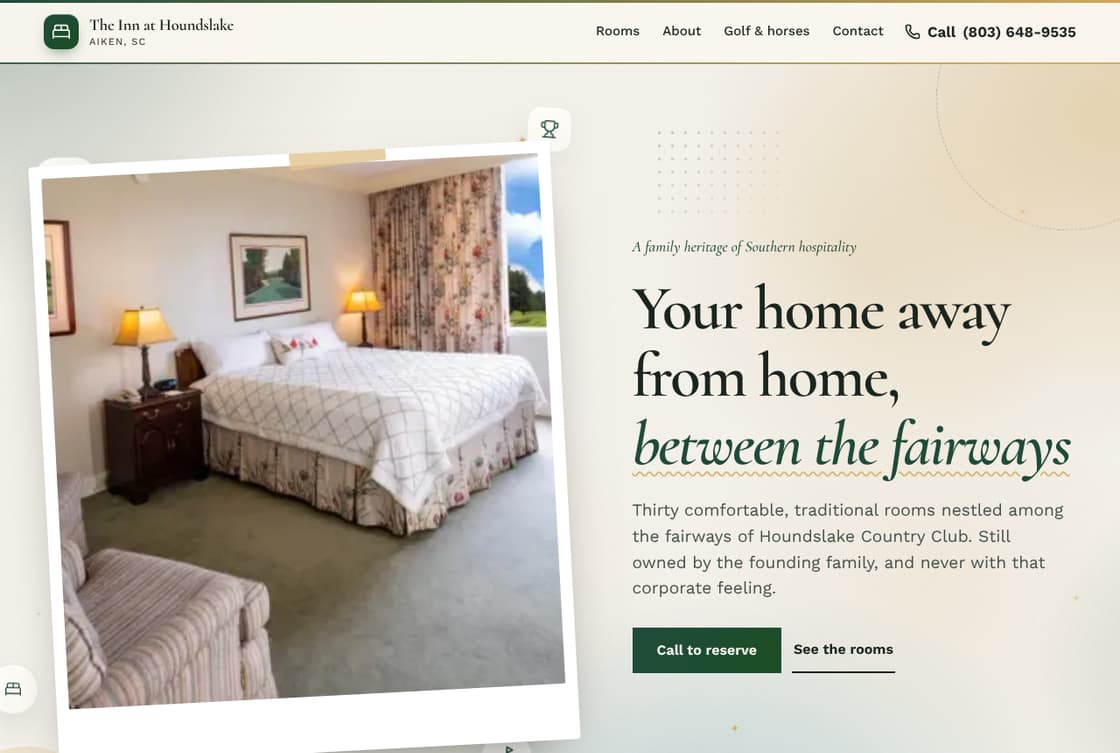 The Inn at Houndslake
AIKEN, SC
Rooms
About
Golf & horses
Contact
Call (803) 648-9535
A family heritage of Southern hospitality
Your home away
from home,
between the fairways
Thirty comfortable, traditional rooms nestled among
the fairways of Houndslake Country Club. Still
owned by the founding family, and never with that
corporate feeling.
Call to reserve
See the rooms